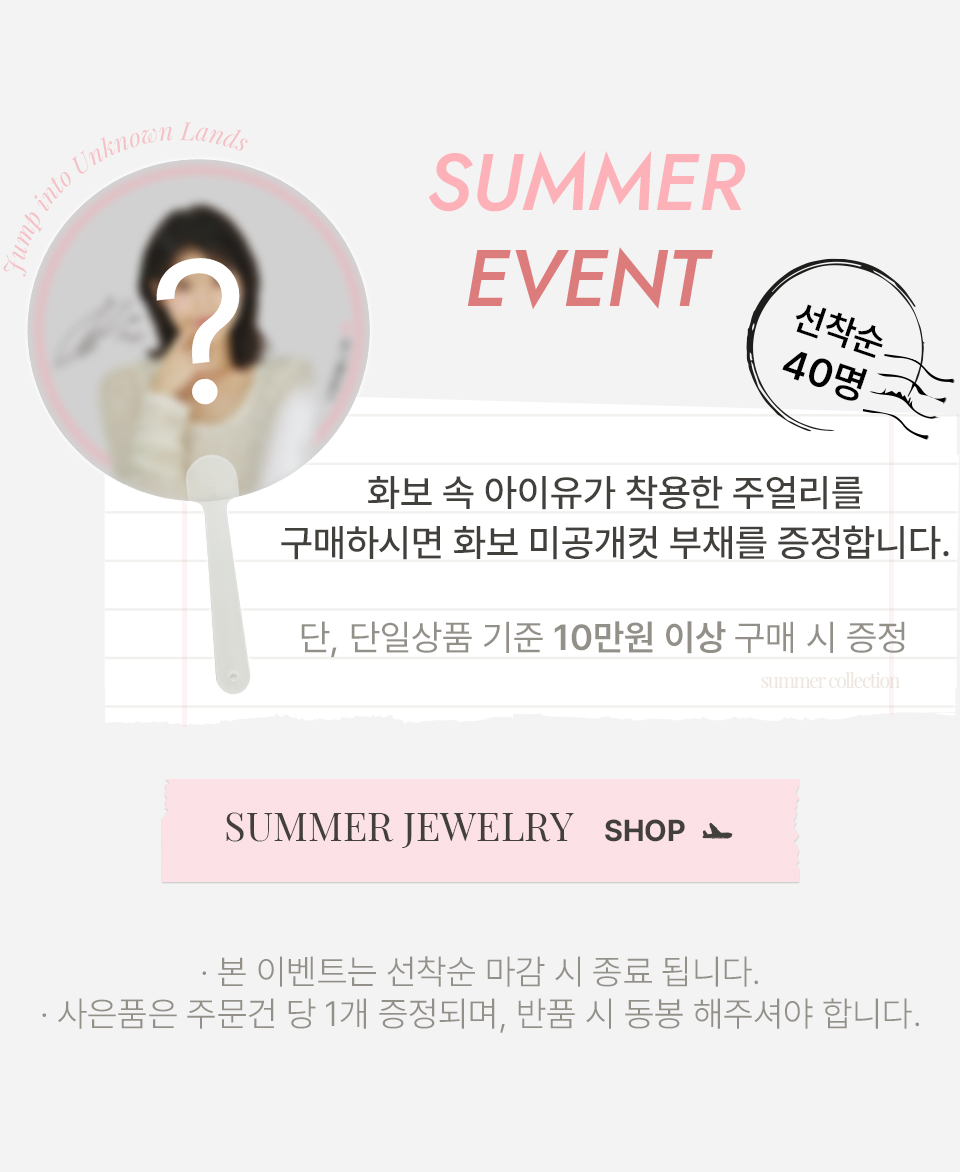 Jump into Unknown Lands
SUMMER
EVENT
선착순
40명
화보 속 아이유가 착용한 주얼리를
구매하시면 화보 미공개컷 부채를 증정합니다.
단, 단일상품 기준 10만원 이상 구매 시 증정
summer collection
SUMMER JEWELRY SHOP
· 본 이벤트는 선착순 마감 시 종료 됩니다.
· 사은품은 주문건 당 1개 증정되며, 반품 시 동봉 해주셔야 합니다.